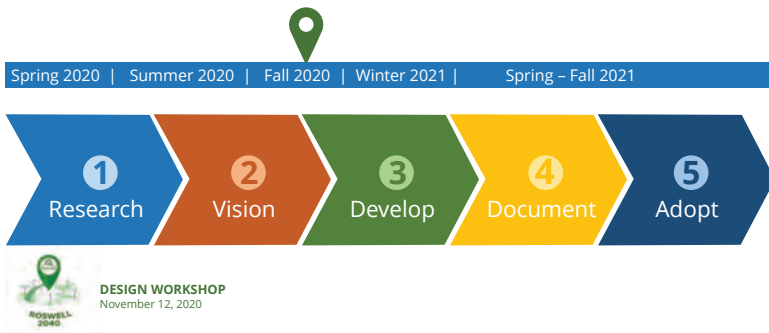 Spring 2020 | Summer 2020 | Fall 2020 | Winter 2021 | Spring – Fall 2021
1 2 3 4 5
Research Vision Develop Document Adopt
DESIGN WORKSHOP
November 12, 2020
ROSWELL
2040